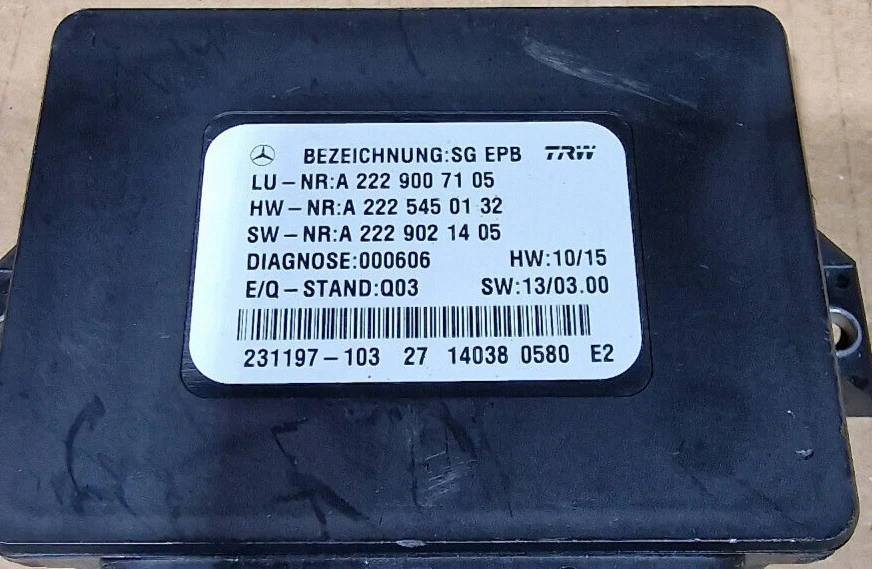 BEZEICHNUNG:SG EPB TRW
LU-NR:A 222 900 71 05
HW-NR:A 222 545 01 32
SW-NR:A 222 902 14 05
DIAGNOSE:000606 HW:10/15
E/Q-STAND:Q03 SW:13/03.00
231197-103 27 14038 0580 E2